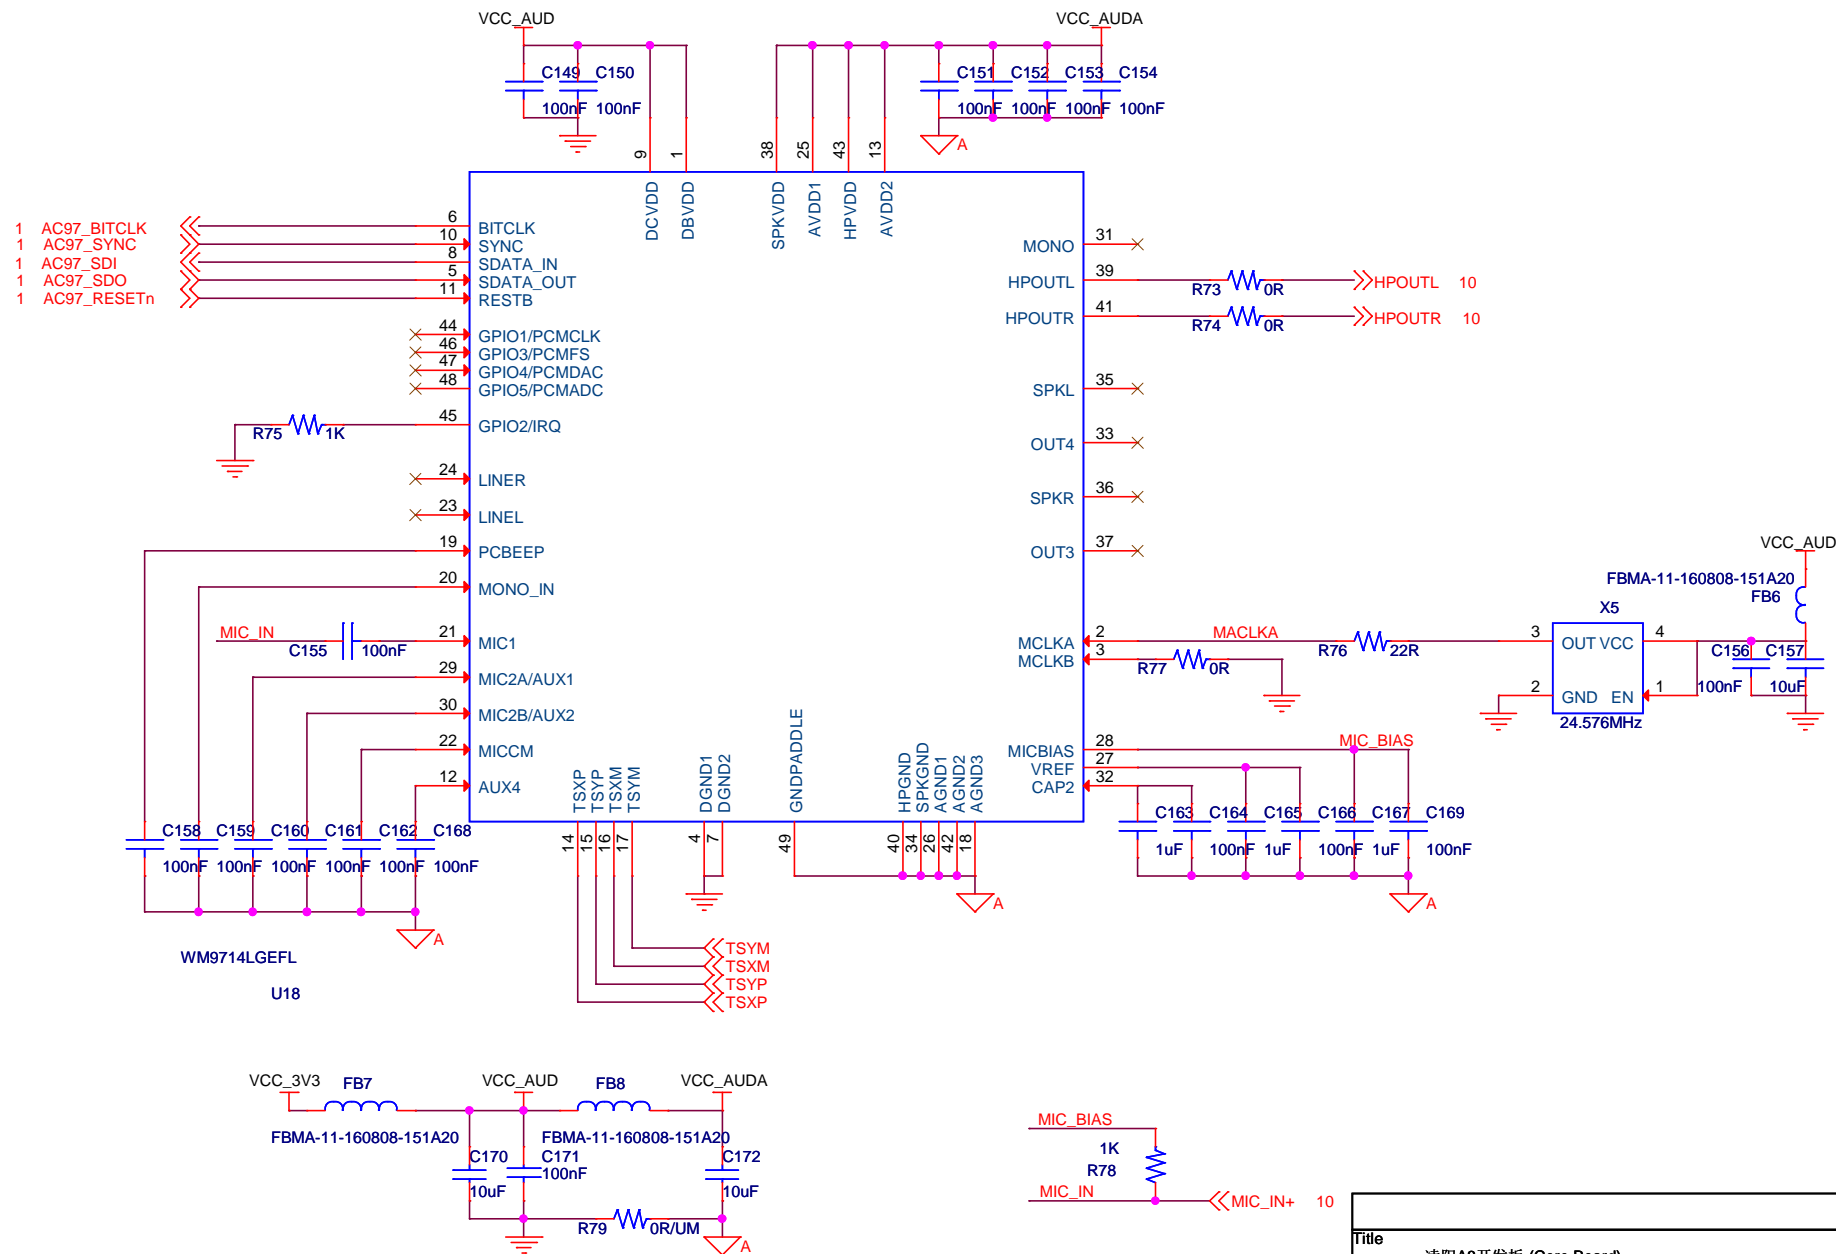 VCC_AUD
VCC_AUDA
C149 C150
100nF 100nF
C151 C152 C153 C154
100nF 100nF 100nF 100nF
A
9 1 38 25 43 13
DCVDD DBVDD SPKVDD AVDD1 HPVDD AVDD2
1 AC97_BITCLK 6 BITCLK
1 AC97_SYNC 10 SYNC
1 AC97_SDI 8 SDATA_IN
1 AC97_SDO 5 SDATA_OUT
1 AC97_RESETn 11 RESTB
44 GPIO1/PCMCLK
46 GPIO3/PCMFS
47 GPIO4/PCMDAC
48 GPIO5/PCMADC
R75 1K 45 GPIO2/IRQ
24 LINER
23 LINEL
19 PCBEEP
20 MONO_IN
MIC_IN C155 100nF 21 MIC1
29 MIC2A/AUX1
30 MIC2B/AUX2
22 MICCM
12 AUX4
MONO 31
HPOUTL 39 R73 0R HPOUTL 10
HPOUTR 41 R74 0R HPOUTR 10
SPKL 35
OUT4 33
SPKR 36
OUT3 37
MCLKA 2 MACLKA R76 22R
MCLKB 3 R77 0R
VCC_AUD
FBMA-11-160808-151A20
FB6
X5
3 OUT VCC 4
2 GND EN 1
24.576MHz
C156 C157
100nF 10uF
MICBIAS 28 MIC_BIAS
VREF 27
CAP2 32
TSXP TSYP TSXM TSYM DGND1 DGND2 GNDPADDLE HPGND SPKGND AGND1 AGND2 AGND3
14 15 16 17 4 7 49 40 34 26 42 18
C158 C159 C160 C161 C162 C168
100nF 100nF 100nF 100nF 100nF 100nF
A
C163 C164 C165 C166 C167 C169
1uF 100nF 1uF 100nF 1uF 100nF
A
A
WM9714LGEFL
U18
TSYM
TSXM
TSYP
TSXP
VCC_3V3 FB7 VCC_AUD FB8 VCC_AUDA
FBMA-11-160808-151A20 FBMA-11-160808-151A20
C170 C171 C172
10uF 100nF 10uF
R79 0R/UM
A
MIC_BIAS
1K
R78
MIC_IN MIC_IN+ 10
Title